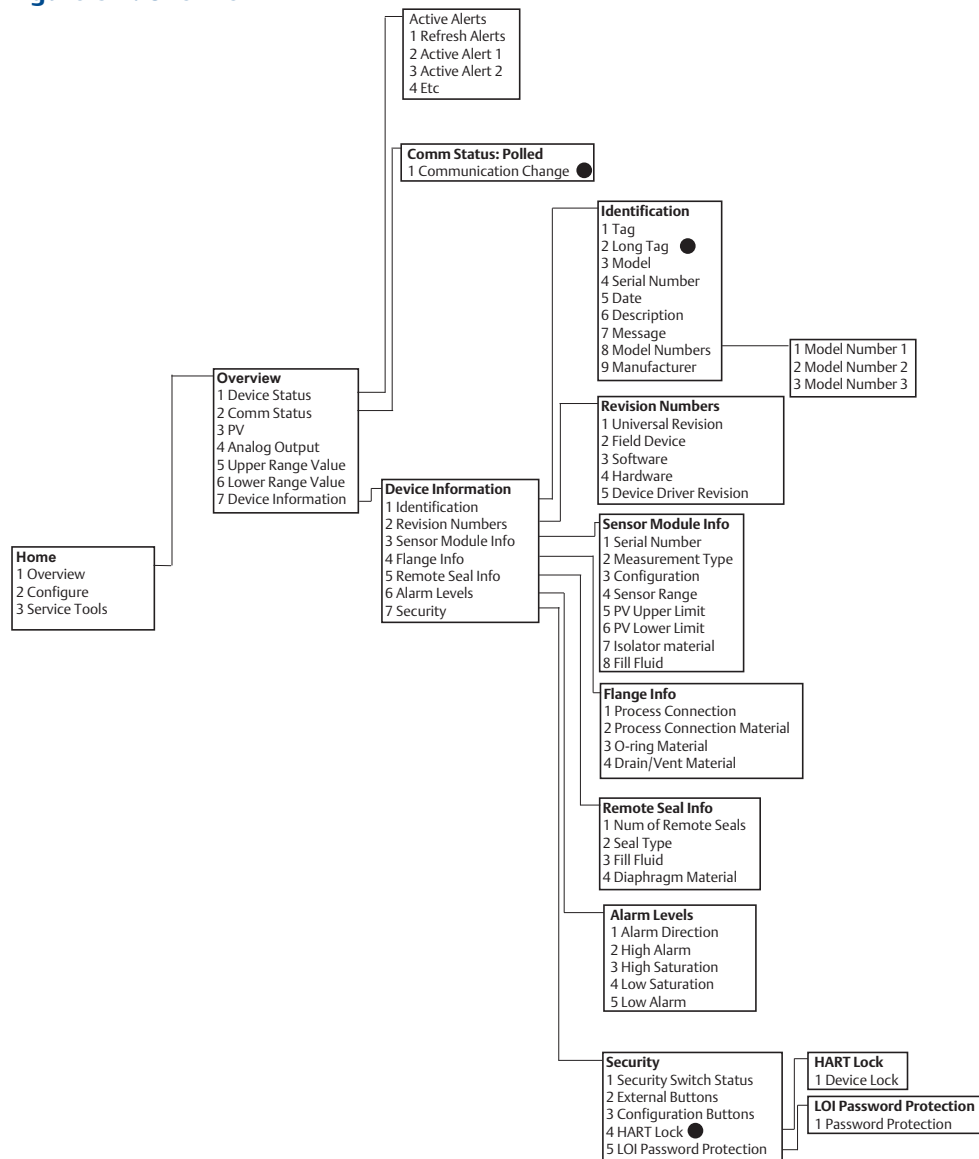 Active Alerts
1 Refresh Alerts
2 Active Alert 1
3 Active Alert 2
4 Etc
Comm Status: Polled
1 Communication Change
Identification
1 Tag
2 Long Tag
3 Model
4 Serial Number
5 Date
6 Description
7 Message
8 Model Numbers
9 Manufacturer
1 Model Number 1
2 Model Number 2
3 Model Number 3
Overview
1 Device Status
2 Comm Status
3 PV
4 Analog Output
5 Upper Range Value
6 Lower Range Value
7 Device Information
Revision Numbers
1 Universal Revision
2 Field Device
3 Software
4 Hardware
5 Device Driver Revision
Device Information
1 Identification
2 Revision Numbers
3 Sensor Module Info
4 Flange Info
5 Remote Seal Info
6 Alarm Levels
7 Security
Sensor Module Info
1 Serial Number
2 Measurement Type
3 Configuration
4 Sensor Range
5 PV Upper Limit
6 PV Lower Limit
7 Isolator material
8 Fill Fluid
Home
1 Overview
2 Configure
3 Service Tools
Flange Info
1 Process Connection
2 Process Connection Material
3 O-ring Material
4 Drain/Vent Material
Remote Seal Info
1 Num of Remote Seals
2 Seal Type
3 Fill Fluid
4 Diaphragm Material
Alarm Levels
1 Alarm Direction
2 High Alarm
3 High Saturation
4 Low Saturation
5 Low Alarm
Security
1 Security Switch Status
2 External Buttons
3 Configuration Buttons
4 HART Lock
5 LOI Password Protection
HART Lock
1 Device Lock
LOI Password Protection
1 Password Protection